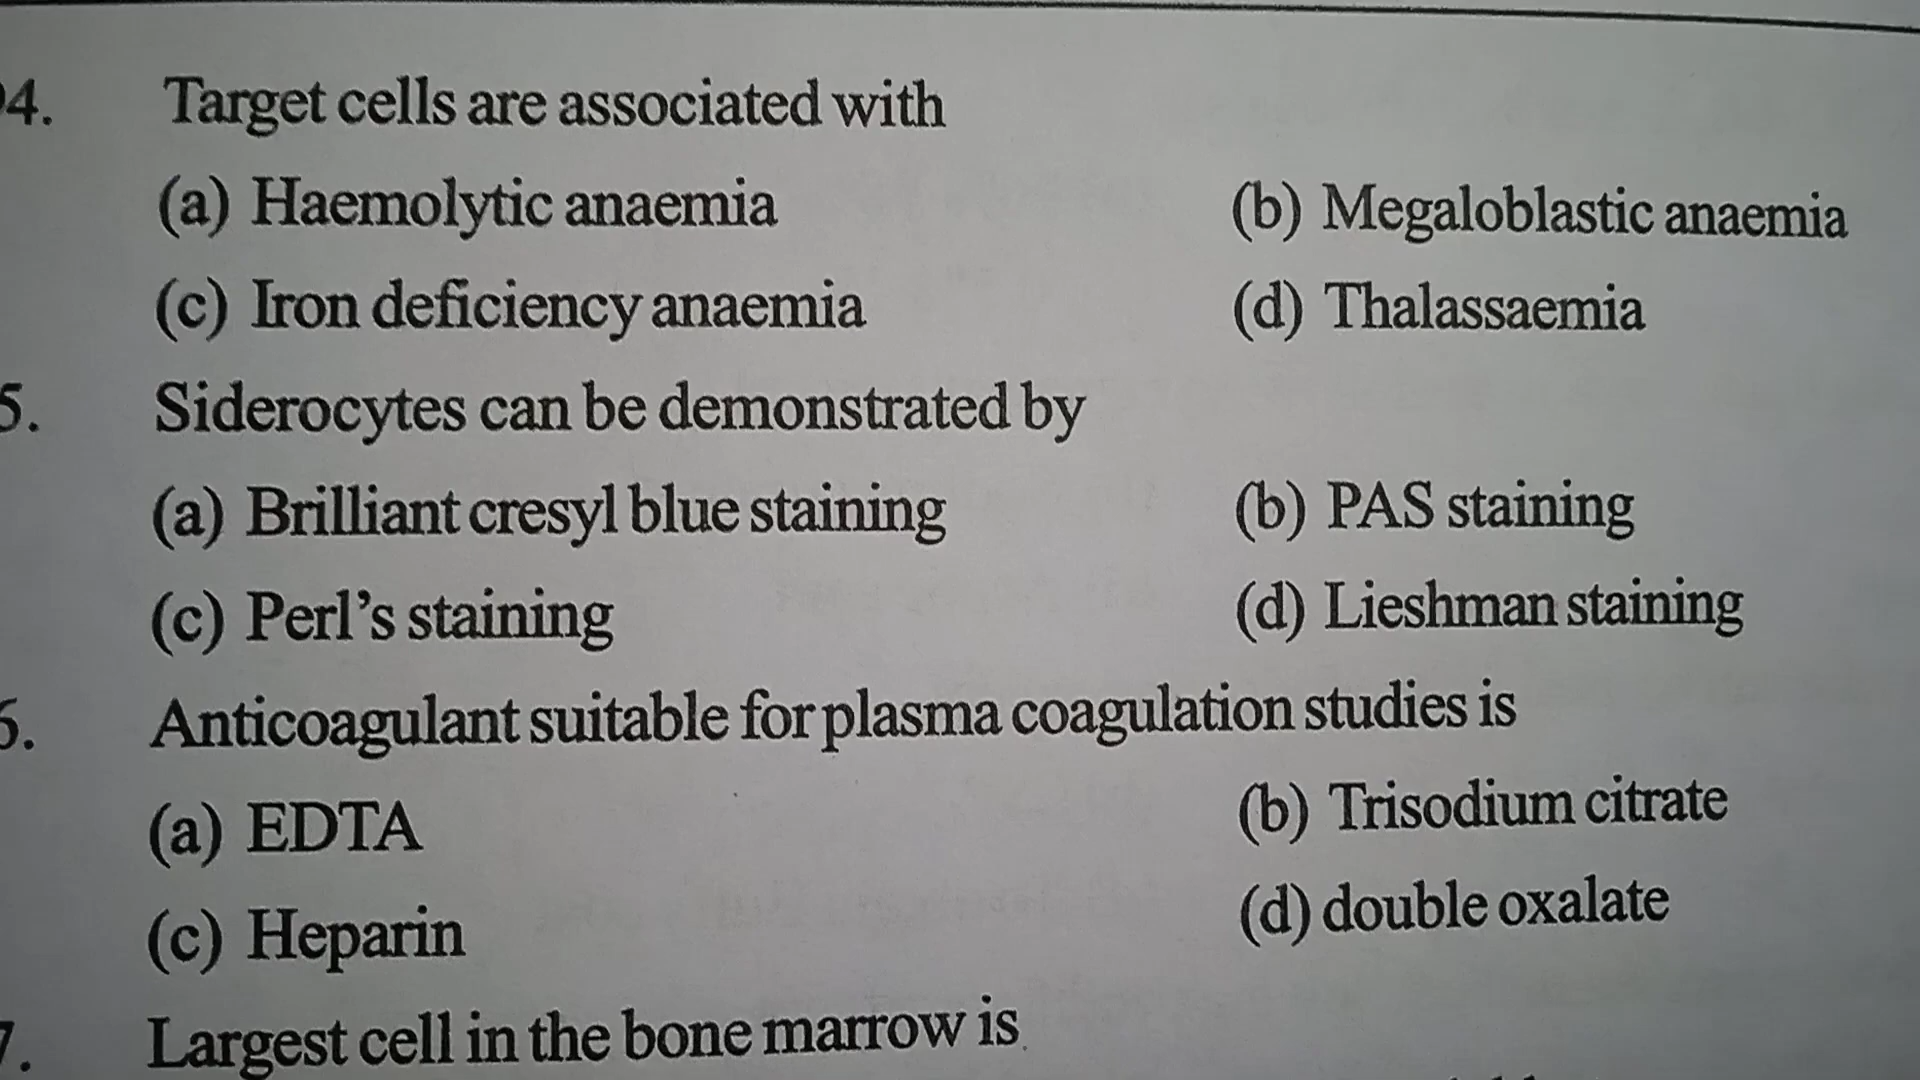 4. Target cells are associated with
(a) Haemolytic anaemia (b) Megaloblastic anaemia
(c) Iron deficiency anaemia (d) Thalassaemia
5. Siderocytes can be demonstrated by
(a) Brilliant cresyl blue staining (b) PAS staining
(c) Perl's staining (d) Lieshman staining
6. Anticoagulant suitable for plasma coagulation studies is
(a) EDTA (b) Trisodium citrate
(c) Heparin (d) double oxalate
7. Largest cell in the bone marrow is